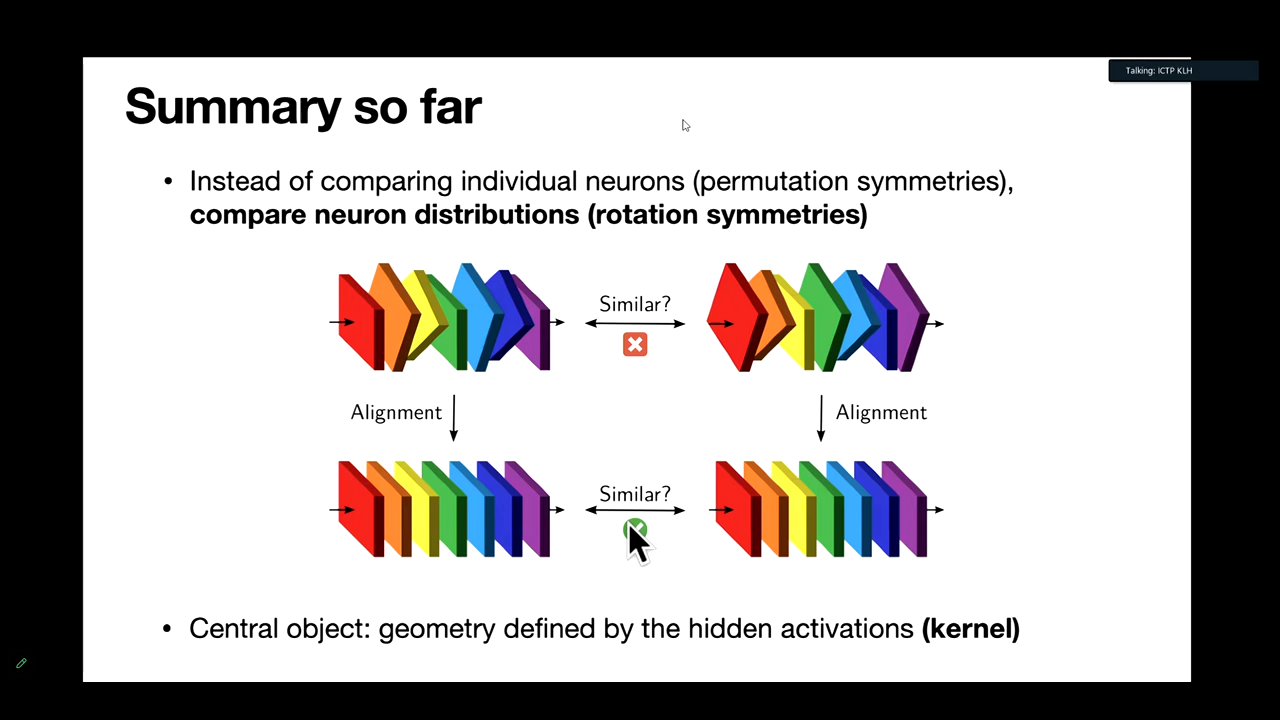 Talking: ICTP KLH
Summary so far
• Instead of comparing individual neurons (permutation symmetries),
compare neuron distributions (rotation symmetries)
Similar?
Alignment
Alignment
Similar?
• Central object: geometry defined by the hidden activations (kernel)